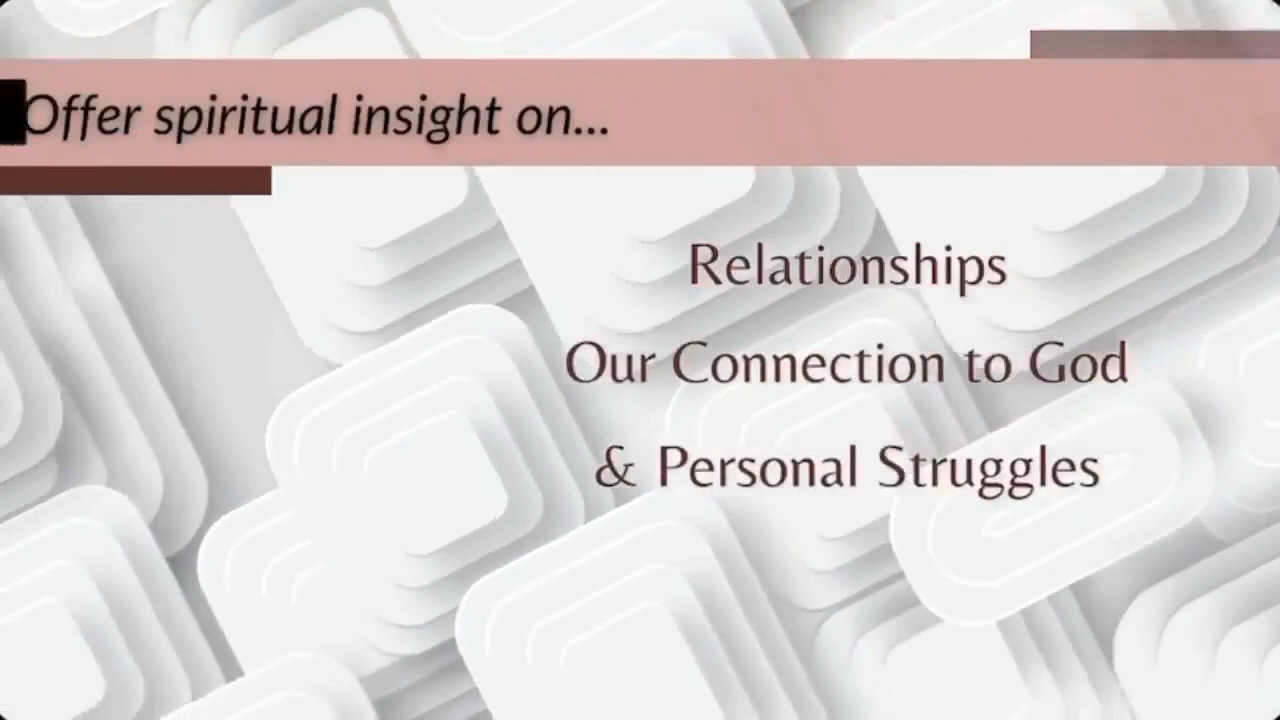 Offer spiritual insight on...
Relationships
Our Connection to God
& Personal Struggles